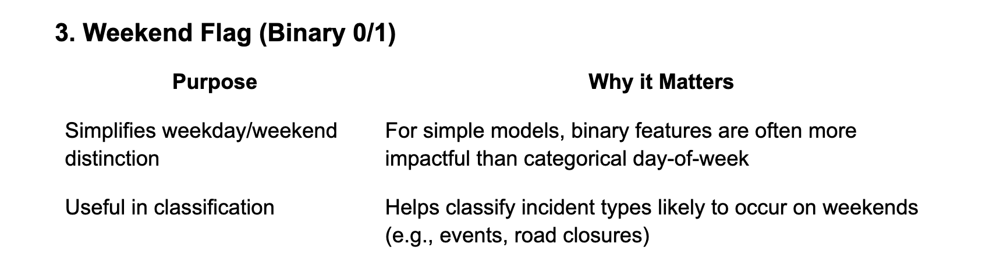 3. Weekend Flag (Binary 0/1)
Purpose
Why it Matters
Simplifies weekday/weekend
distinction
For simple models, binary features are often more
impactful than categorical day-of-week
Useful in classification
Helps classify incident types likely to occur on weekends
(e.g., events, road closures)